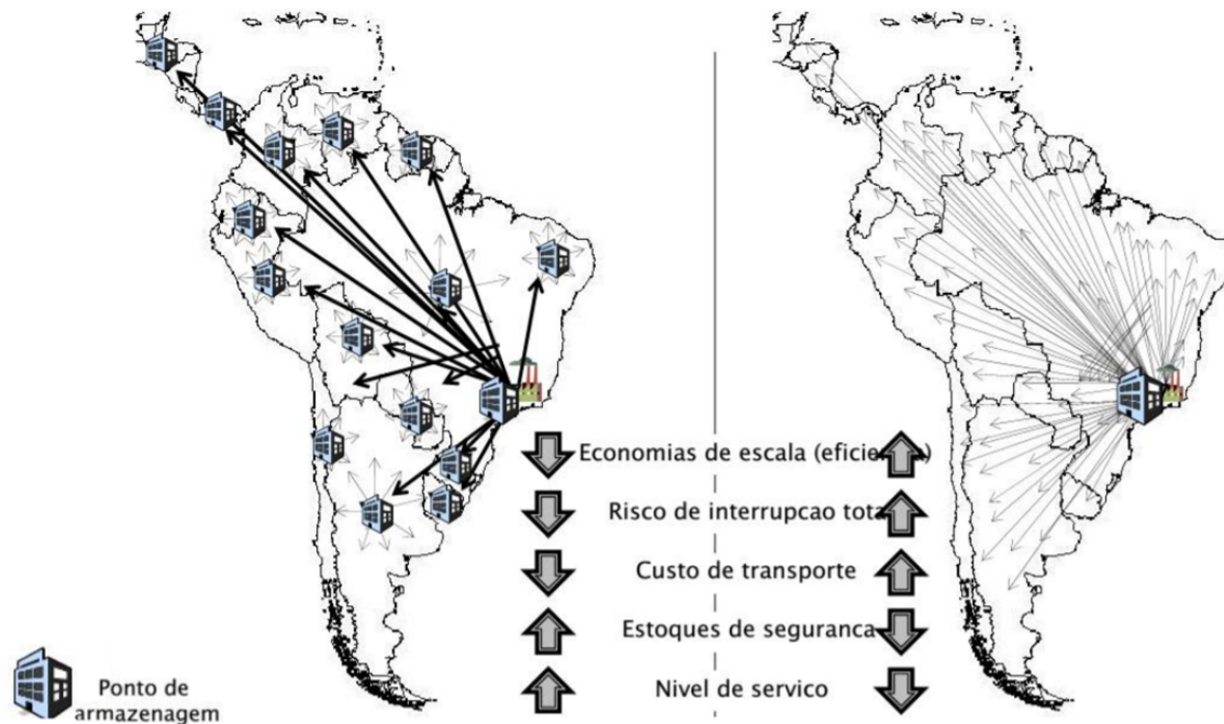 Economias de escala (eficie
Risco de interrupcao tota
Custo de transporte
Estoques de seguranca
Nivel de servico
Ponto de
armazenagem